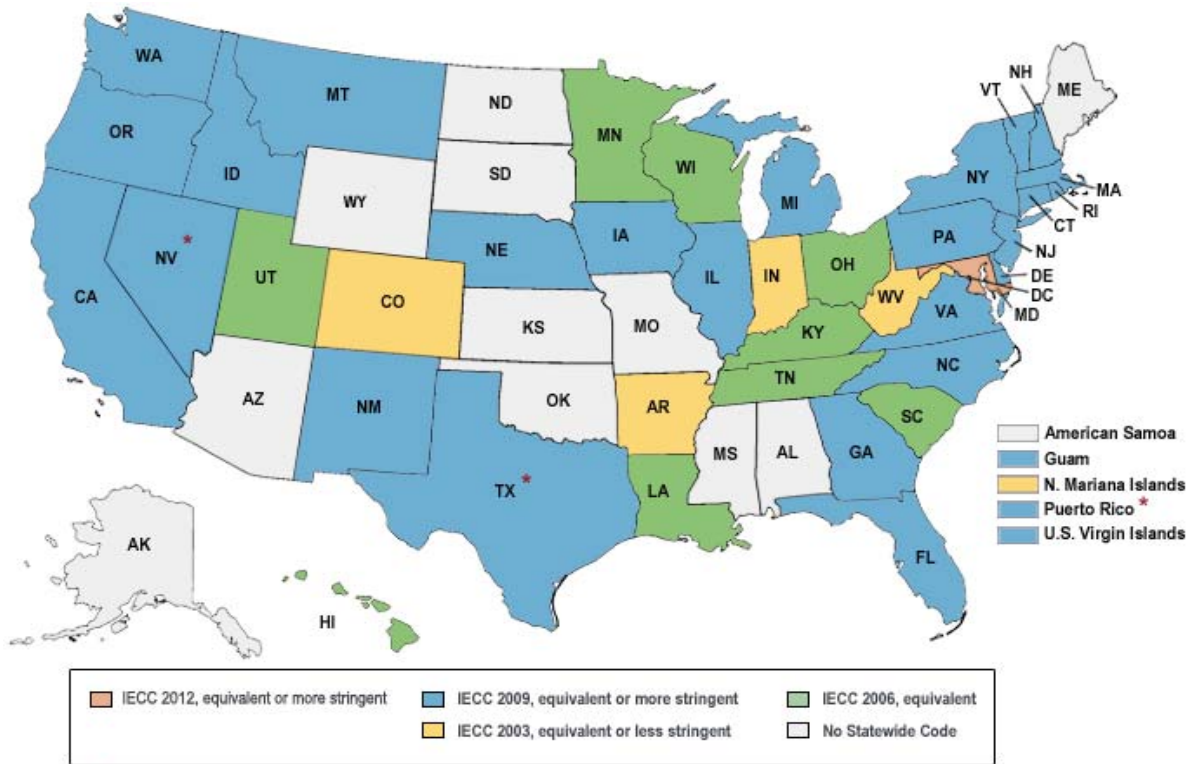 WA
OR
CA
NV *
ID
MT
WY
UT
CO
AZ
NM
ND
SD
NE
KS
OK
TX *
MN
IA
MO
AR
LA
WI
IL
MI
IN
OH
KY
TN
MS
AL
GA
FL
SC
NC
VA
WV
PA
NY
VT
NH
ME
MA
RI
CT
NJ
DE
DC
MD
AK
HI
American Samoa
Guam
N. Mariana Islands
Puerto Rico *
U.S. Virgin Islands
IECC 2012, equivalent or more stringent
IECC 2009, equivalent or more stringent
IECC 2006, equivalent
IECC 2003, equivalent or less stringent
No Statewide Code